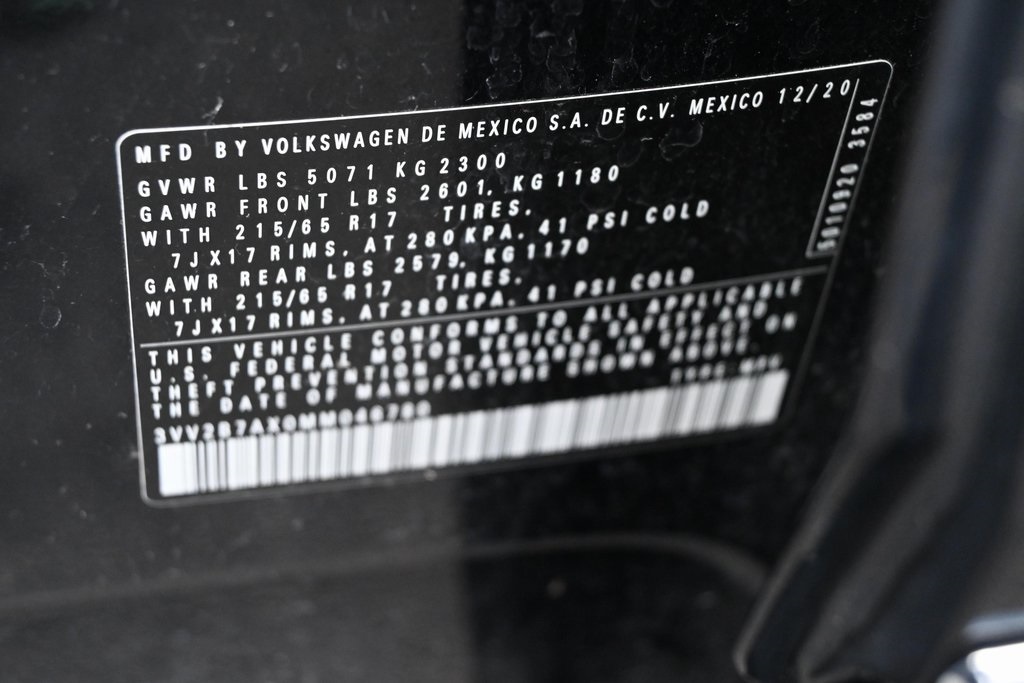 MFD BY VOLKSWAGEN DE MEXICO S.A. DE C.V. MEXICO 12/20
GVWR LBS 5071 KG 2300
GAWR FRONT LBS 2601, KG 1180
WITH 215/65 R17 TIRES,
7JX17 RIMS, AT 280 KPA, 41 PSI COLD
GAWR REAR LBS 2579, KG 1170
WITH 215/65 R17 TIRES,
7JX17 RIMS, AT 280 KPA, 41 PSI COLD
THIS VEHICLE CONFORMS TO ALL APPLICABLE
U.S. FEDERAL MOTOR VEHICLE SAFETY AND
THEFT PREVENTION STANDARDS IN EFFECT ON
THE DATE OF MANUFACTURE SHOWN ABOVE.
3584